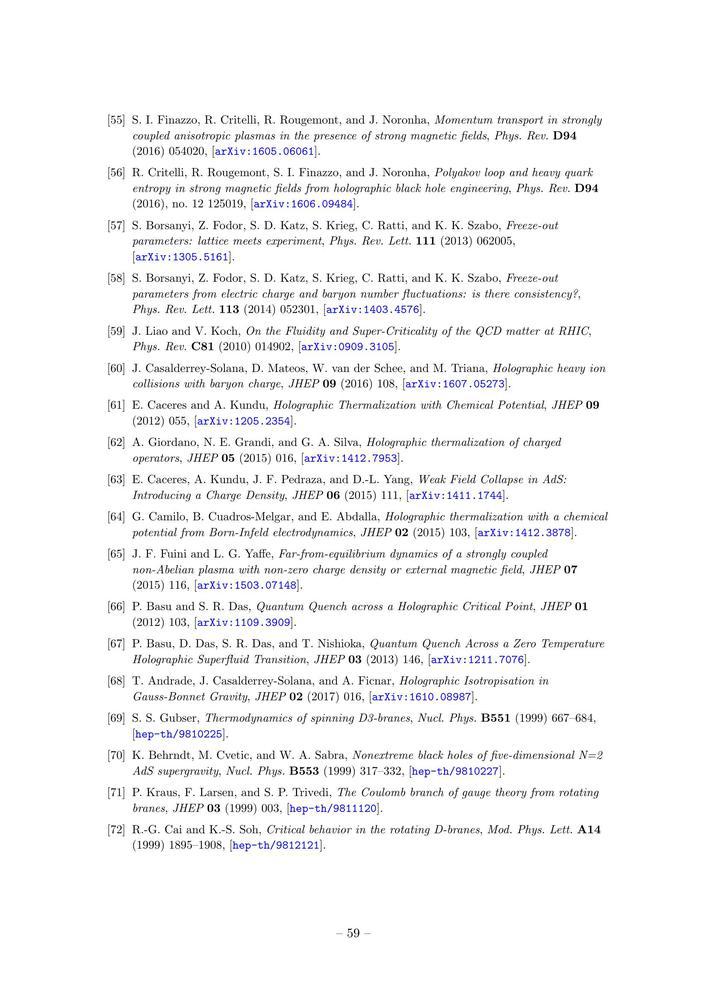 [55] S. I. Finazzo, R. Critelli, R. Rougemont, and J. Noronha, Momentum transport in strongly
coupled anisotropic plasmas in the presence of strong magnetic fields, Phys. Rev. D94
(2016) 054020, [arXiv:1605.06061].
[56] R. Critelli, R. Rougemont, S. I. Finazzo, and J. Noronha, Polyakov loop and heavy quark
entropy in strong magnetic fields from holographic black hole engineering, Phys. Rev. D94
(2016), no. 12 125019, [arXiv:1606.09484].
[57] S. Borsanyi, Z. Fodor, S. D. Katz, S. Krieg, C. Ratti, and K. K. Szabo, Freeze-out
parameters: lattice meets experiment, Phys. Rev. Lett. 111 (2013) 062005,
[arXiv:1305.5161].
[58] S. Borsanyi, Z. Fodor, S. D. Katz, S. Krieg, C. Ratti, and K. K. Szabo, Freeze-out
parameters from electric charge and baryon number fluctuations: is there consistency?,
Phys. Rev. Lett. 113 (2014) 052301, [arXiv:1403.4576].
[59] J. Liao and V. Koch, On the Fluidity and Super-Criticality of the QCD matter at RHIC,
Phys. Rev. C81 (2010) 014902, [arXiv:0909.3105].
[60] J. Casalderrey-Solana, D. Mateos, W. van der Schee, and M. Triana, Holographic heavy ion
collisions with baryon charge, JHEP 09 (2016) 108, [arXiv:1607.05273].
[61] E. Caceres and A. Kundu, Holographic Thermalization with Chemical Potential, JHEP 09
(2012) 055, [arXiv:1205.2354].
[62] A. Giordano, N. E. Grandi, and G. A. Silva, Holographic thermalization of charged
operators, JHEP 05 (2015) 016, [arXiv:1412.7953].
[63] E. Caceres, A. Kundu, J. F. Pedraza, and D.-L. Yang, Weak Field Collapse in AdS:
Introducing a Charge Density, JHEP 06 (2015) 111, [arXiv:1411.1744].
[64] G. Camilo, B. Cuadros-Melgar, and E. Abdalla, Holographic thermalization with a chemical
potential from Born-Infeld electrodynamics, JHEP 02 (2015) 103, [arXiv:1412.3878].
[65] J. F. Fuini and L. G. Yaffe, Far-from-equilibrium dynamics of a strongly coupled
non-Abelian plasma with non-zero charge density or external magnetic field, JHEP 07
(2015) 116, [arXiv:1503.07148].
[66] P. Basu and S. R. Das, Quantum Quench across a Holographic Critical Point, JHEP 01
(2012) 103, [arXiv:1109.3909].
[67] P. Basu, D. Das, S. R. Das, and T. Nishioka, Quantum Quench Across a Zero Temperature
Holographic Superfluid Transition, JHEP 03 (2013) 146, [arXiv:1211.7076].
[68] T. Andrade, J. Casalderrey-Solana, and A. Ficnar, Holographic Isotropisation in
Gauss-Bonnet Gravity, JHEP 02 (2017) 016, [arXiv:1610.08987].
[69] S. S. Gubser, Thermodynamics of spinning D3-branes, Nucl. Phys. B551 (1999) 667–684,
[hep-th/9810225].
[70] K. Behrndt, M. Cvetic, and W. A. Sabra, Nonextreme black holes of five-dimensional N=2
AdS supergravity, Nucl. Phys. B553 (1999) 317–332, [hep-th/9810227].
[71] P. Kraus, F. Larsen, and S. P. Trivedi, The Coulomb branch of gauge theory from rotating
branes, JHEP 03 (1999) 003, [hep-th/9811120].
[72] R.-G. Cai and K.-S. Soh, Critical behavior in the rotating D-branes, Mod. Phys. Lett. A14
(1999) 1895–1908, [hep-th/9812121].
– 59 –